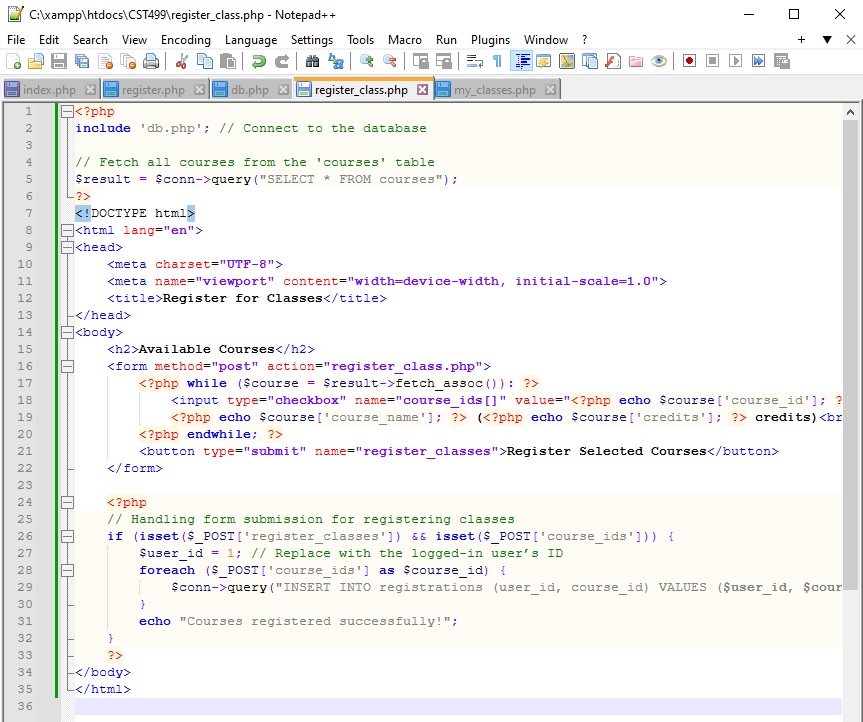 C:\xampp\htdocs\CST499\register_class.php - Notepad++
File Edit Search View Encoding Language Settings Tools Macro Run Plugins Window ?
index.php register.php db.php register_class.php my_classes.php
1 <?php
2 include 'db.php'; // Connect to the database
3
4 // Fetch all courses from the 'courses' table
5 $result = $conn->query("SELECT * FROM courses");
6 ?>
7 <!DOCTYPE html>
8 <html lang="en">
9 <head>
10 <meta charset="UTF-8">
11 <meta name="viewport" content="width=device-width, initial-scale=1.0">
12 <title>Register for Classes</title>
13 </head>
14 <body>
15 <h2>Available Courses</h2>
16 <form method="post" action="register_class.php">
17 <?php while ($course = $result->fetch_assoc()): ?>
18 <input type="checkbox" name="course_ids[]" value="<?php echo $course['course_id']; ?
19 <?php echo $course['course_name']; ?> (<?php echo $course['credits']; ?> credits)<br
20 <?php endwhile; ?>
21 <button type="submit" name="register_classes">Register Selected Courses</button>
22 </form>
23
24 <?php
25 // Handling form submission for registering classes
26 if (isset($_POST['register_classes']) && isset($_POST['course_ids'])) {
27 $user_id = 1; // Replace with the logged-in user's ID
28 foreach ($_POST['course_ids'] as $course_id) {
29 $conn->query("INSERT INTO registrations (user_id, course_id) VALUES ($user_id, $cour
30 }
31 echo "Courses registered successfully!";
32 }
33 ?>
34 </body>
35 </html>
36